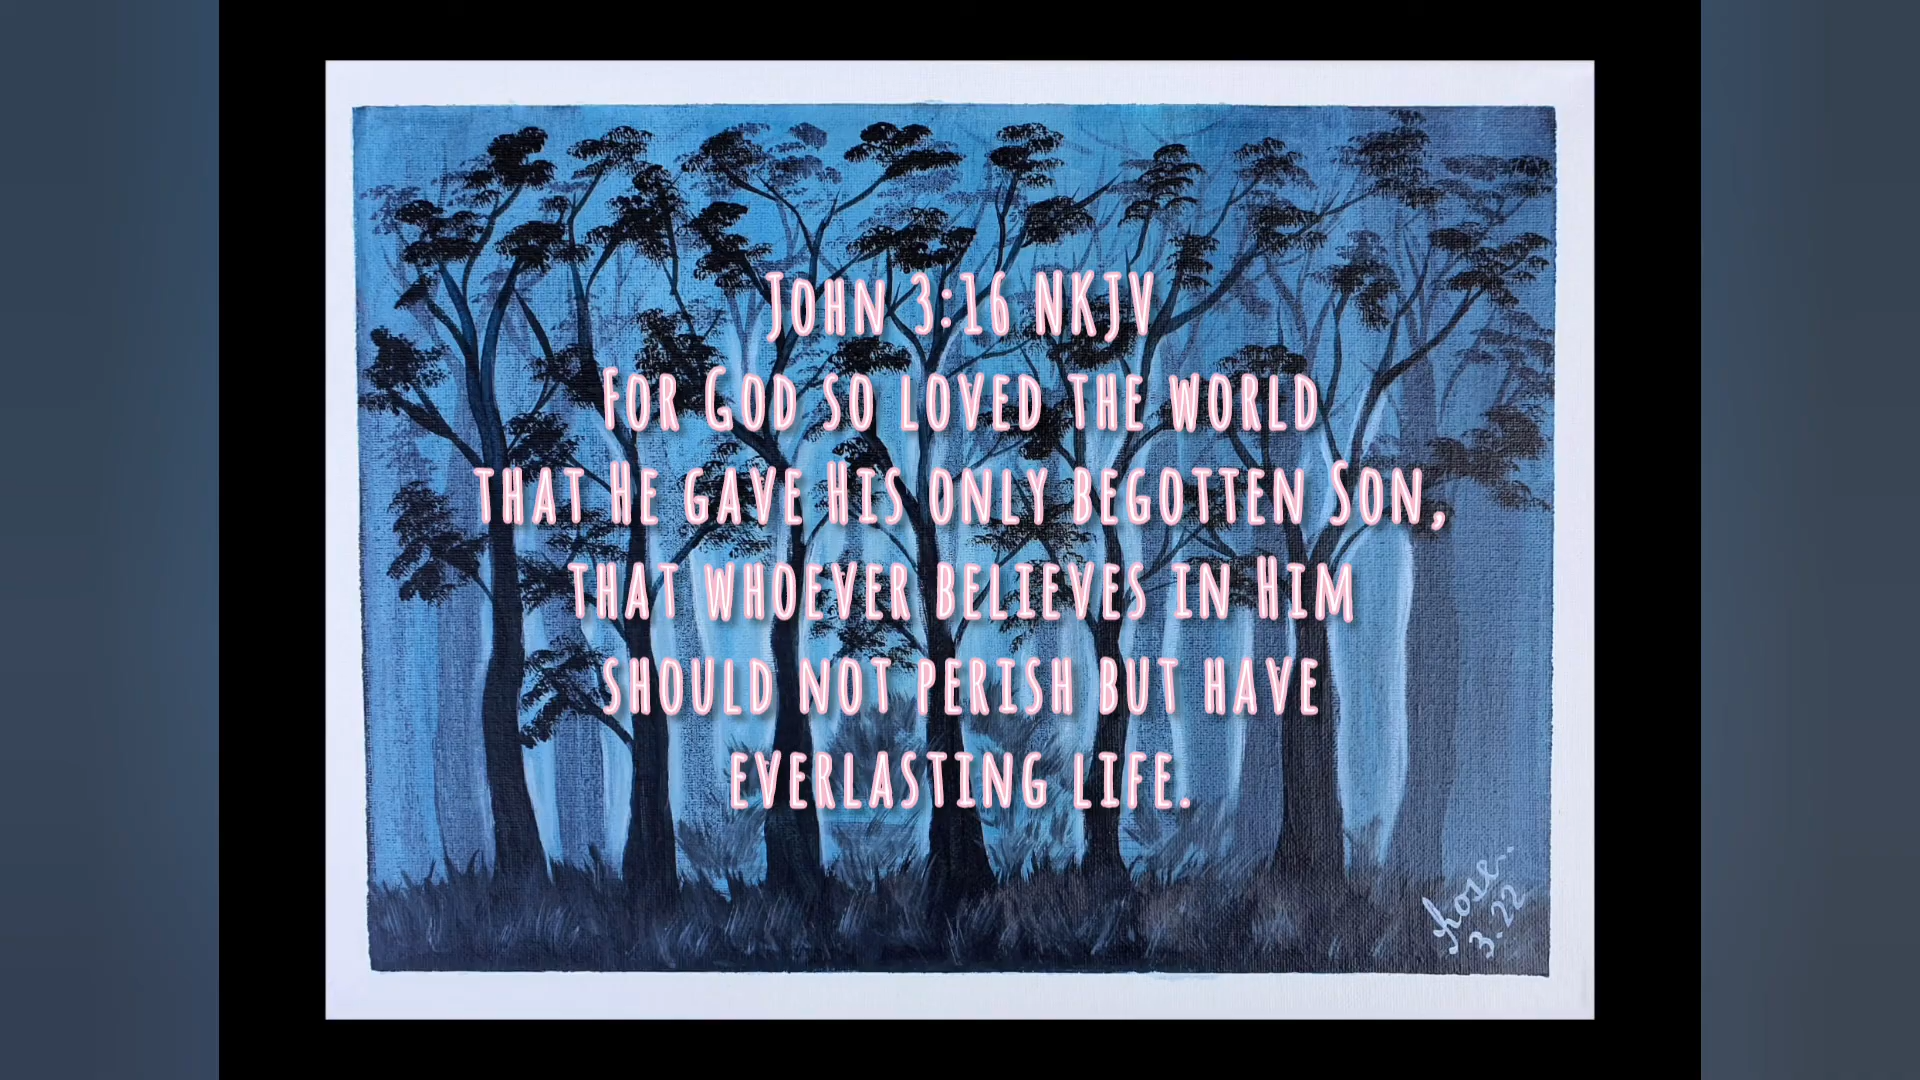 John 3:16 NKJV
For God so loved the world
that He gave His only begotten Son,
that whoever believes in Him
should not perish but have
everlasting life.
3.22